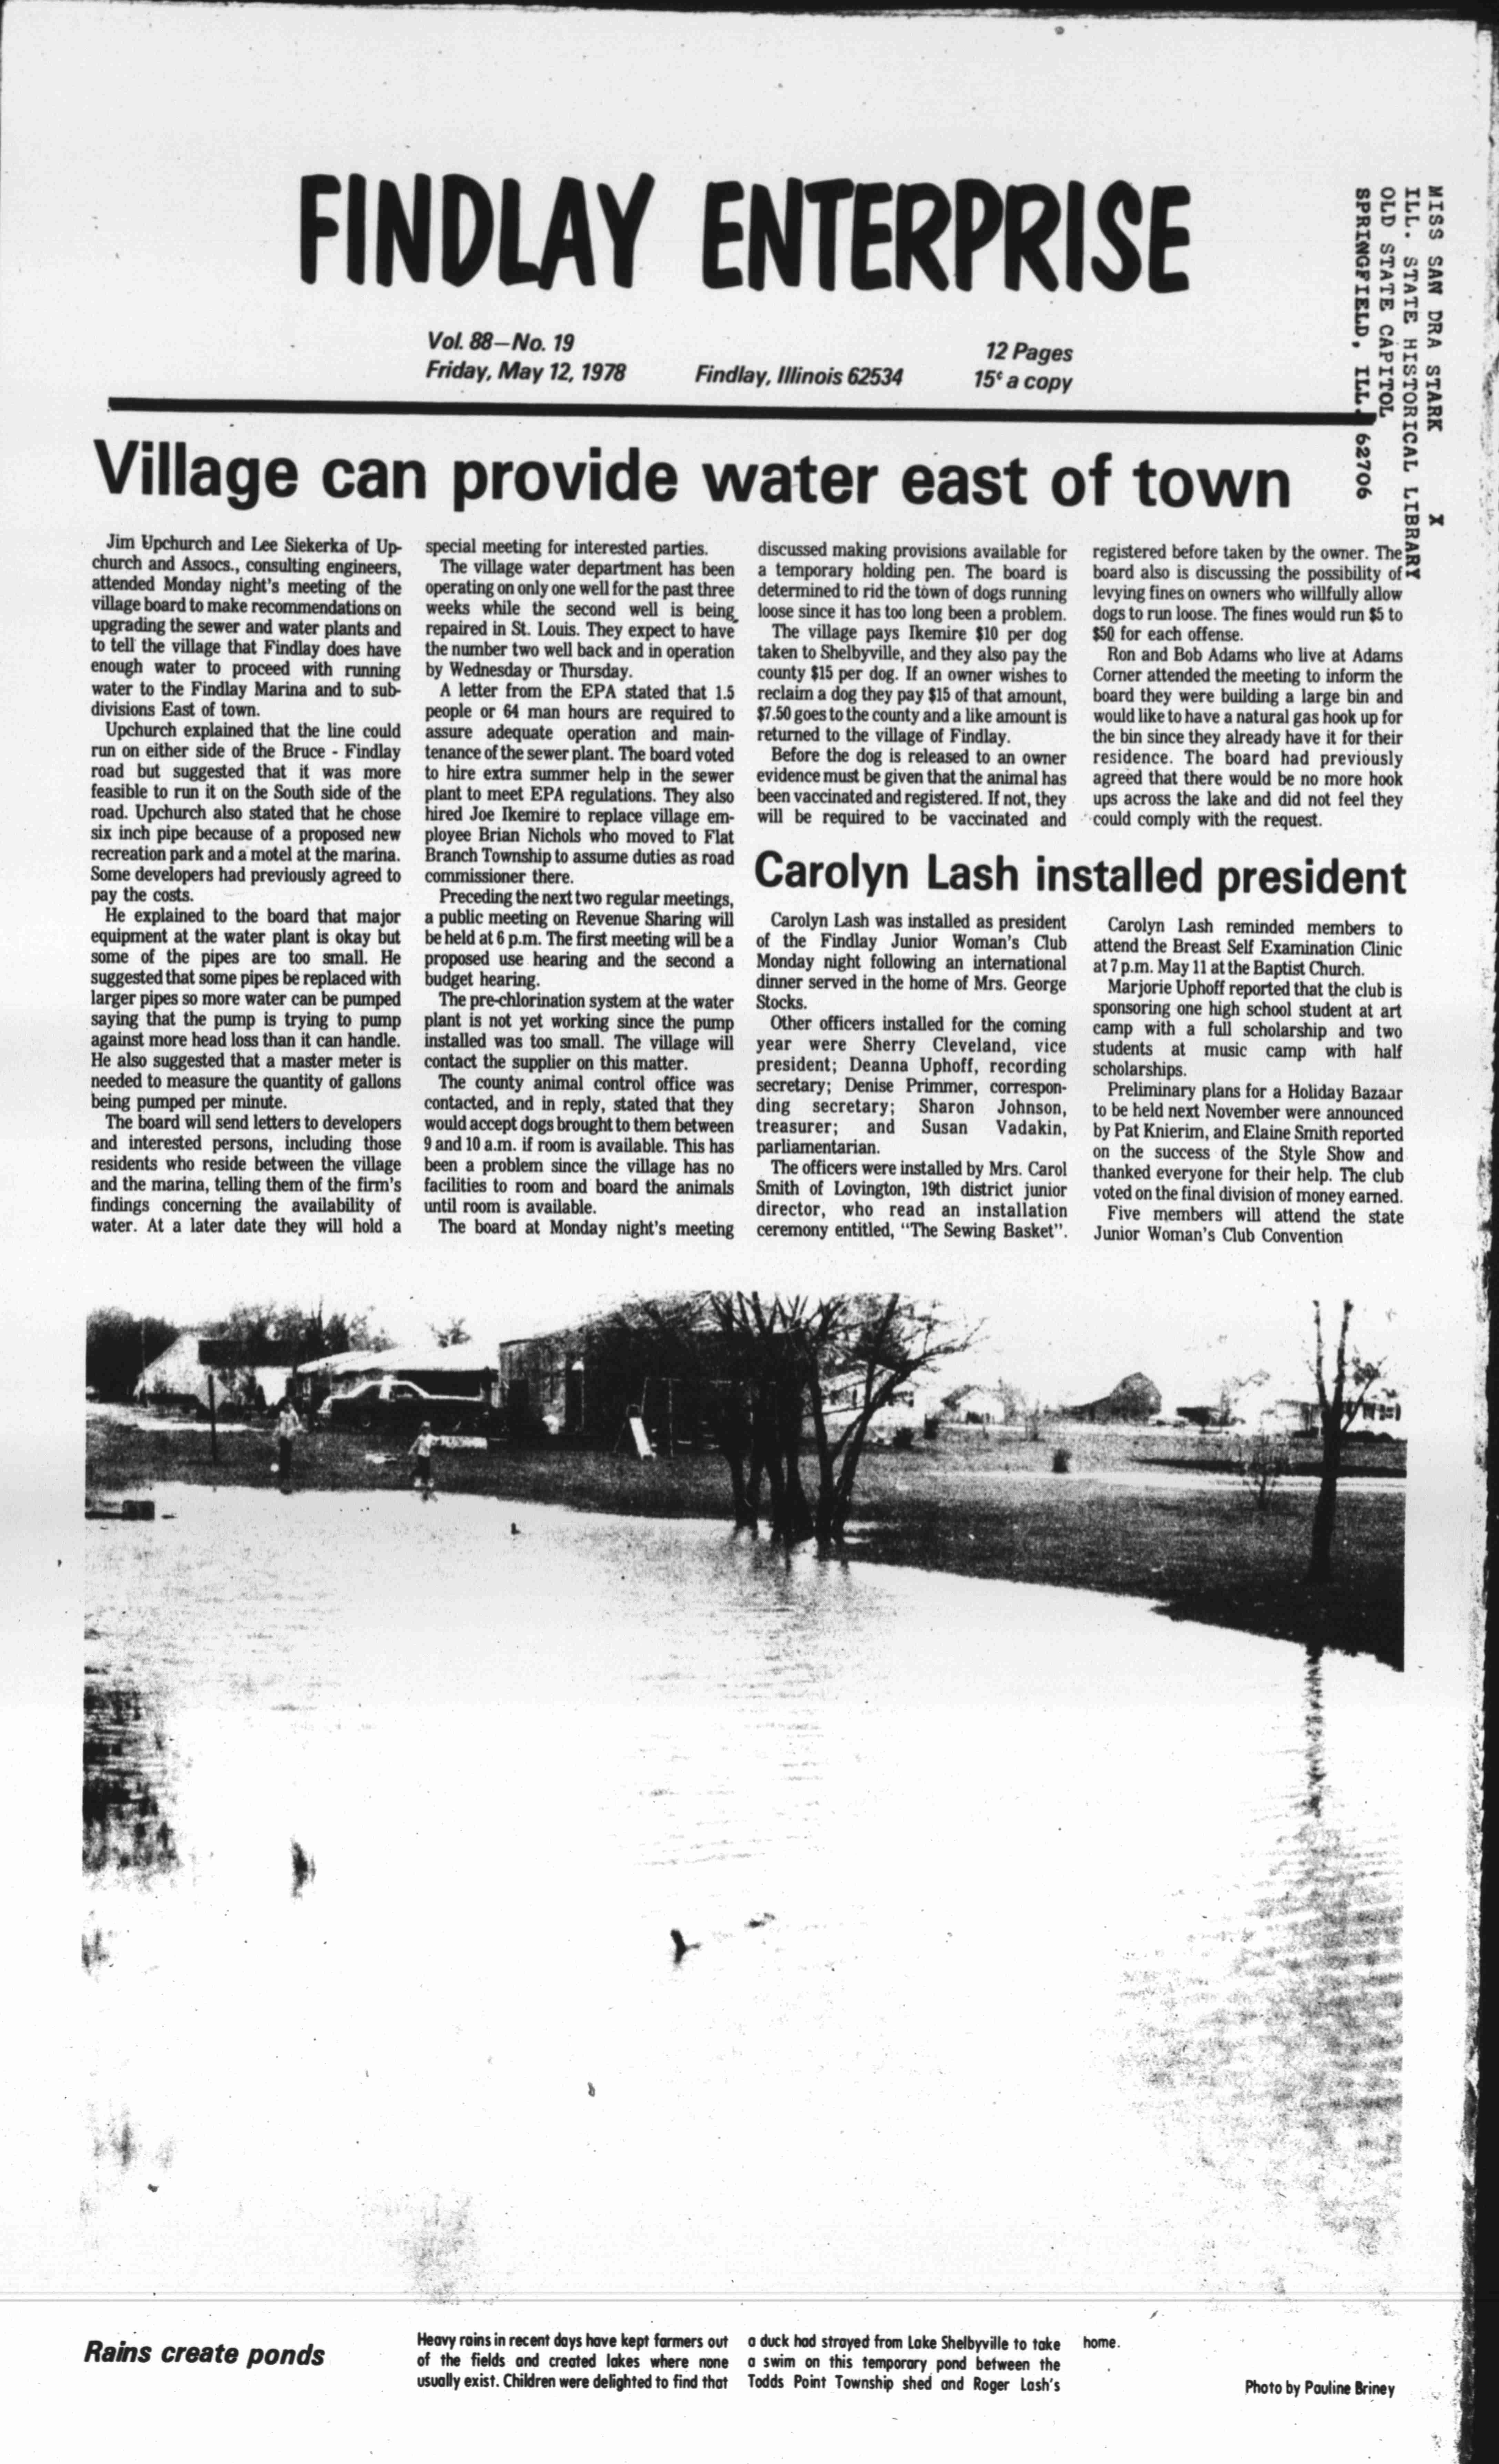 FINDLAY ENTERPRISE
Vol. 88—No. 19
Friday, May 12, 1978
Findlay, Illinois 62534
12 Pages
15¢ a copy
MISS SAN DRA STARK X
ILL. STATE HISTORICAL LIBRARY
OLD STATE CAPITOL
SPRINGFIELD, ILL. 62706
Village can provide water east of town
Jim Upchurch and Lee Siekerka of Up-
church and Assocs., consulting engineers,
attended Monday night's meeting of the
village board to make recommendations on
upgrading the sewer and water plants and
to tell the village that Findlay does have
enough water to proceed with running
water to the Findlay Marina and to sub-
divisions East of town.
Upchurch explained that the line could
run on either side of the Bruce - Findlay
road but suggested that it was more
feasible to run it on the South side of the
road. Upchurch also stated that he chose
six inch pipe because of a proposed new
recreation park and a motel at the marina.
Some developers had previously agreed to
pay the costs.
He explained to the board that major
equipment at the water plant is okay but
some of the pipes are too small. He
suggested that some pipes be replaced with
larger pipes so more water can be pumped
saying that the pump is trying to pump
against more head loss than it can handle.
He also suggested that a master meter is
needed to measure the quantity of gallons
being pumped per minute.
The board will send letters to developers
and interested persons, including those
residents who reside between the village
and the marina, telling them of the firm's
findings concerning the availability of
water. At a later date they will hold a
special meeting for interested parties.
The village water department has been
operating on only one well for the past three
weeks while the second well is being
repaired in St. Louis. They expect to have
the number two well back and in operation
by Wednesday or Thursday.
A letter from the EPA stated that 1.5
people or 64 man hours are required to
assure adequate operation and main-
tenance of the sewer plant. The board voted
to hire extra summer help in the sewer
plant to meet EPA regulations. They also
hired Joe Ikemire to replace village em-
ployee Brian Nichols who moved to Flat
Branch Township to assume duties as road
commissioner there.
Preceding the next two regular meetings,
a public meeting on Revenue Sharing will
be held at 6 p.m. The first meeting will be a
proposed use hearing and the second a
budget hearing.
The pre-chlorination system at the water
plant is not yet working since the pump
installed was too small. The village will
contact the supplier on this matter.
The county animal control office was
contacted, and in reply, stated that they
would accept dogs brought to them between
9 and 10 a.m. if room is available. This has
been a problem since the village has no
facilities to room and board the animals
until room is available.
The board at Monday night's meeting
discussed making provisions available for
a temporary holding pen. The board is
determined to rid the town of dogs running
loose since it has too long been a problem.
The village pays Ikemire $10 per dog
taken to Shelbyville, and they also pay the
county $15 per dog. If an owner wishes to
reclaim a dog they pay $15 of that amount,
$7.50 goes to the county and a like amount is
returned to the village of Findlay.
Before the dog is released to an owner
evidence must be given that the animal has
been vaccinated and registered. If not, they
will be required to be vaccinated and
registered before taken by the owner. The
board also is discussing the possibility of
levying fines on owners who willfully allow
dogs to run loose. The fines would run $5 to
$50 for each offense.
Ron and Bob Adams who live at Adams
Corner attended the meeting to inform the
board they were building a large bin and
would like to have a natural gas hook up for
the bin since they already have it for their
residence. The board had previously
agreed that there would be no more hook
ups across the lake and did not feel they
could comply with the request.
Carolyn Lash installed president
Carolyn Lash was installed as president
of the Findlay Junior Woman's Club
Monday night following an international
dinner served in the home of Mrs. George
Stocks.
Other officers installed for the coming
year were Sherry Cleveland, vice
president; Deanna Uphoff, recording
secretary; Denise Primmer, correspon-
ding secretary; Sharon Johnson,
treasurer; and Susan Vadakin,
parliamentarian.
The officers were installed by Mrs. Carol
Smith of Lovington, 19th district junior
director, who read an installation
ceremony entitled, "The Sewing Basket".
Carolyn Lash reminded members to
attend the Breast Self Examination Clinic
at 7 p.m. May 11 at the Baptist Church.
Marjorie Uphoff reported that the club is
sponsoring one high school student at art
camp with a full scholarship and two
students at music camp with half
scholarships.
Preliminary plans for a Holiday Bazaar
to be held next November were announced
by Pat Knierim, and Elaine Smith reported
on the success of the Style Show and
thanked everyone for their help. The club
voted on the final division of money earned.
Five members will attend the state
Junior Woman's Club Convention
Rains create ponds
Heavy rains in recent days have kept farmers out
of the fields and created lakes where none
usually exist. Children were delighted to find that
a duck had strayed from Lake Shelbyville to take
a swim on this temporary pond between the
Todds Point Township shed and Roger Lash's
home.
Photo by Pauline Briney